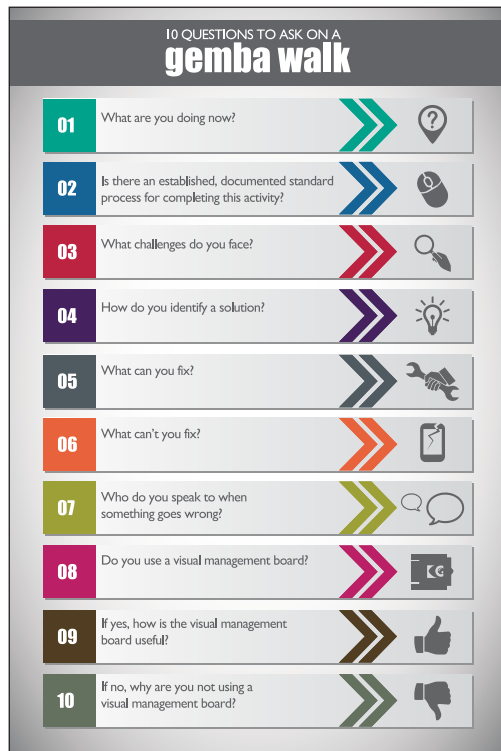 10 QUESTIONS TO ASK ON A
gemba walk
01
What are you doing now?
02
Is there an established, documented standard
process for completing this activity?
03
What challenges do you face?
04
How do you identify a solution?
05
What can you fix?
06
What can't you fix?
07
Who do you speak to when
something goes wrong?
08
Do you use a visual management board?
KG
09
If yes, how is the visual management
board useful?
10
If no, why are you not using a
visual management board?